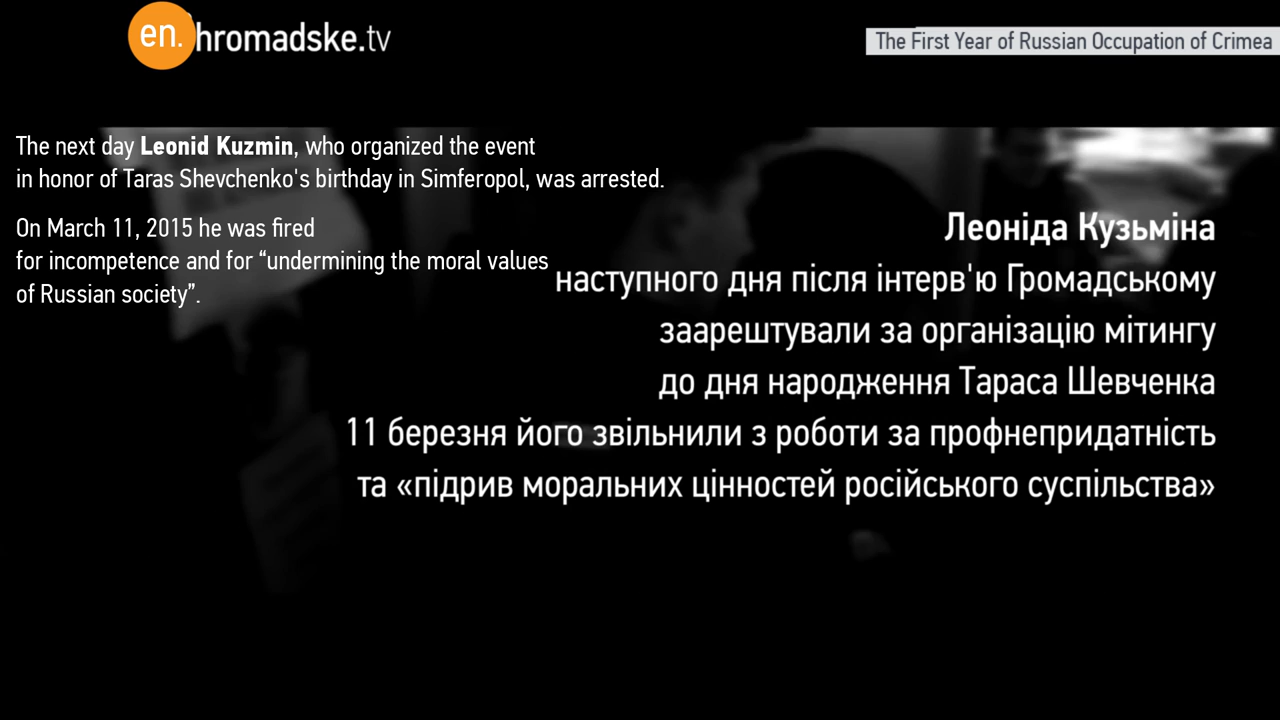 en.
hromadske.tv
The First Year of Russian Occupation of Crimea
The next day Leonid Kuzmin, who organized the event
in honor of Taras Shevchenko's birthday in Simferopol, was arrested.
On March 11, 2015 he was fired
for incompetence and for “undermining the moral values
of Russian society”.
Леоніда Кузьміна
наступного дня після інтерв'ю Громадському
заарештували за організацію мітингу
до дня народження Тараса Шевченка
11 березня його звільнили з роботи за профнепридатність
та «підрив моральних цінностей російського суспільства»